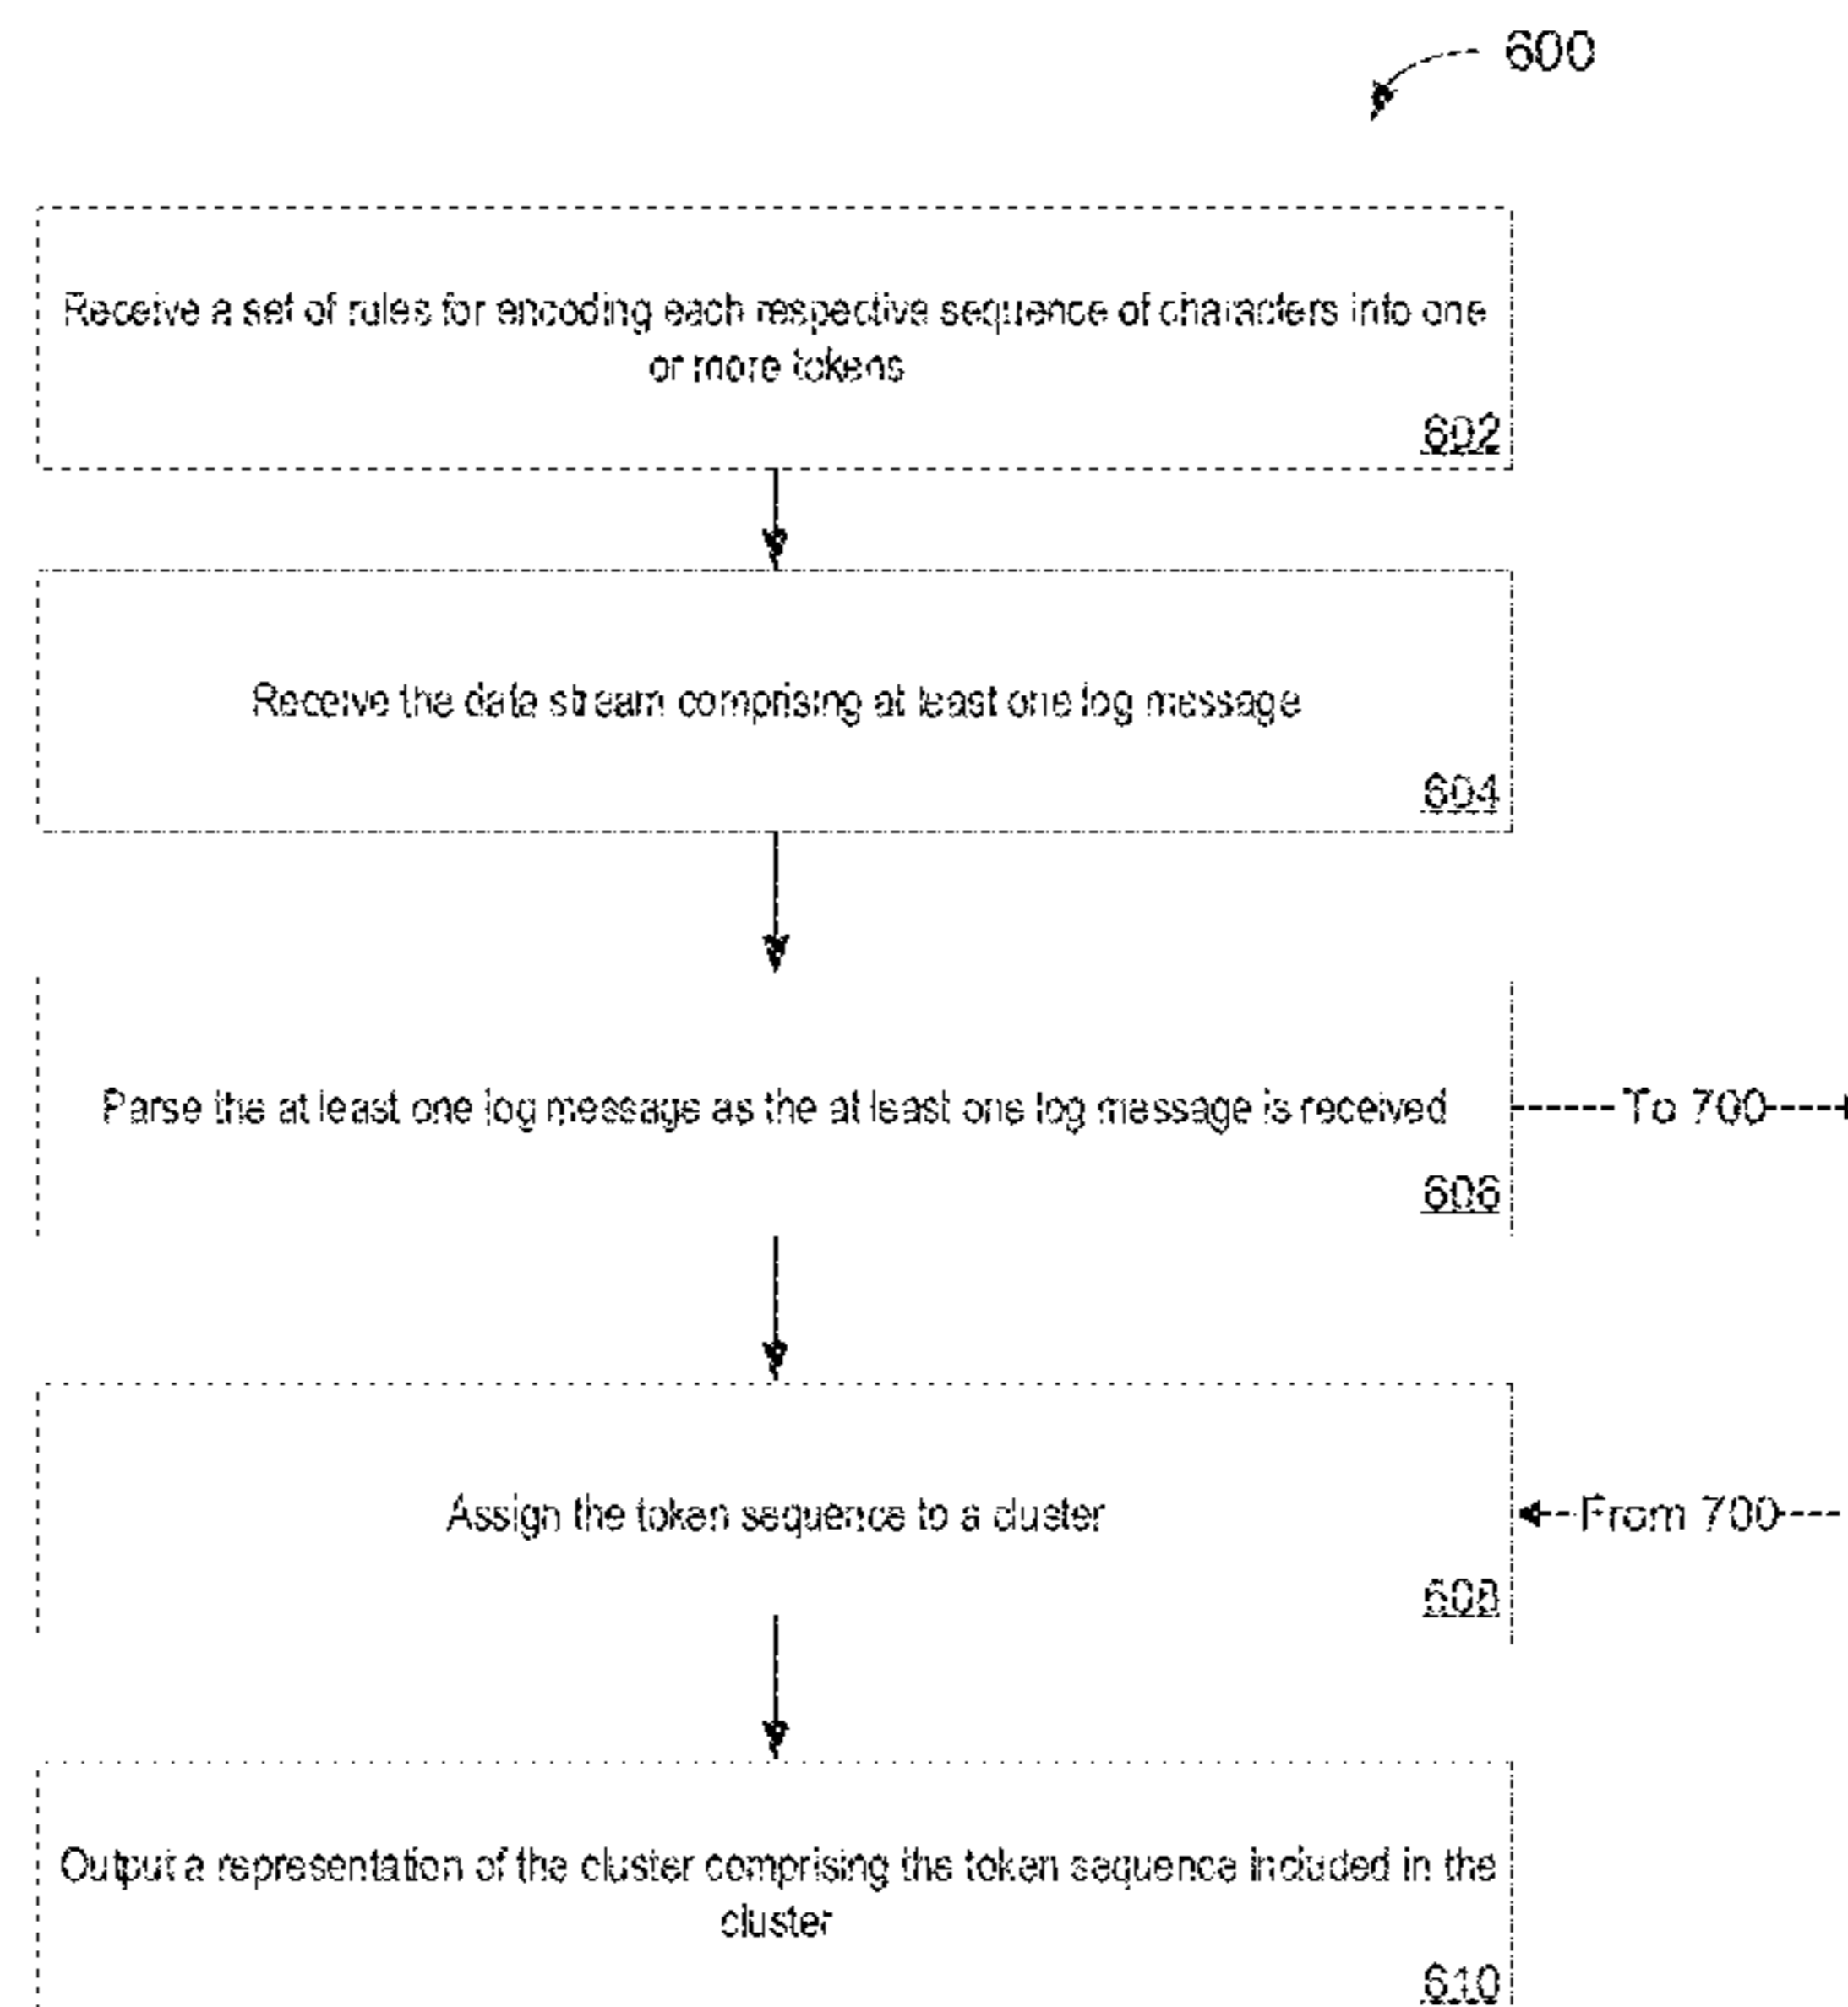 600
Receive a set of rules for encoding each respective sequence of characters into one
or more tokens
602
Receive the data stream comprising at least one log message
604
Parse the at least one log message as the at least one log message is received
To 700
606
Assign the token sequence to a cluster
From 700
608
Output a representation of the cluster comprising the token sequence included in the
cluster
610